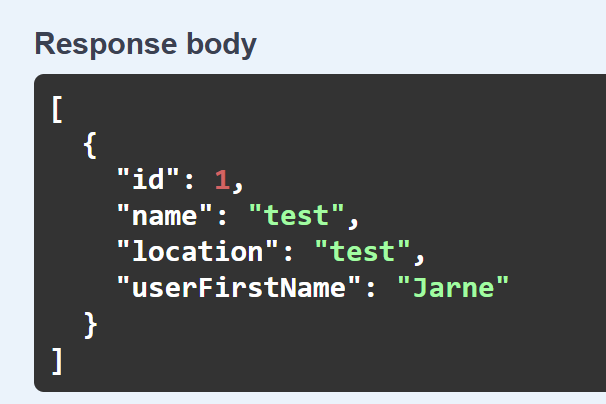 Response body
[
  {
    "id": 1,
    "name": "test",
    "location": "test",
    "userFirstName": "Jarne"
  }
]